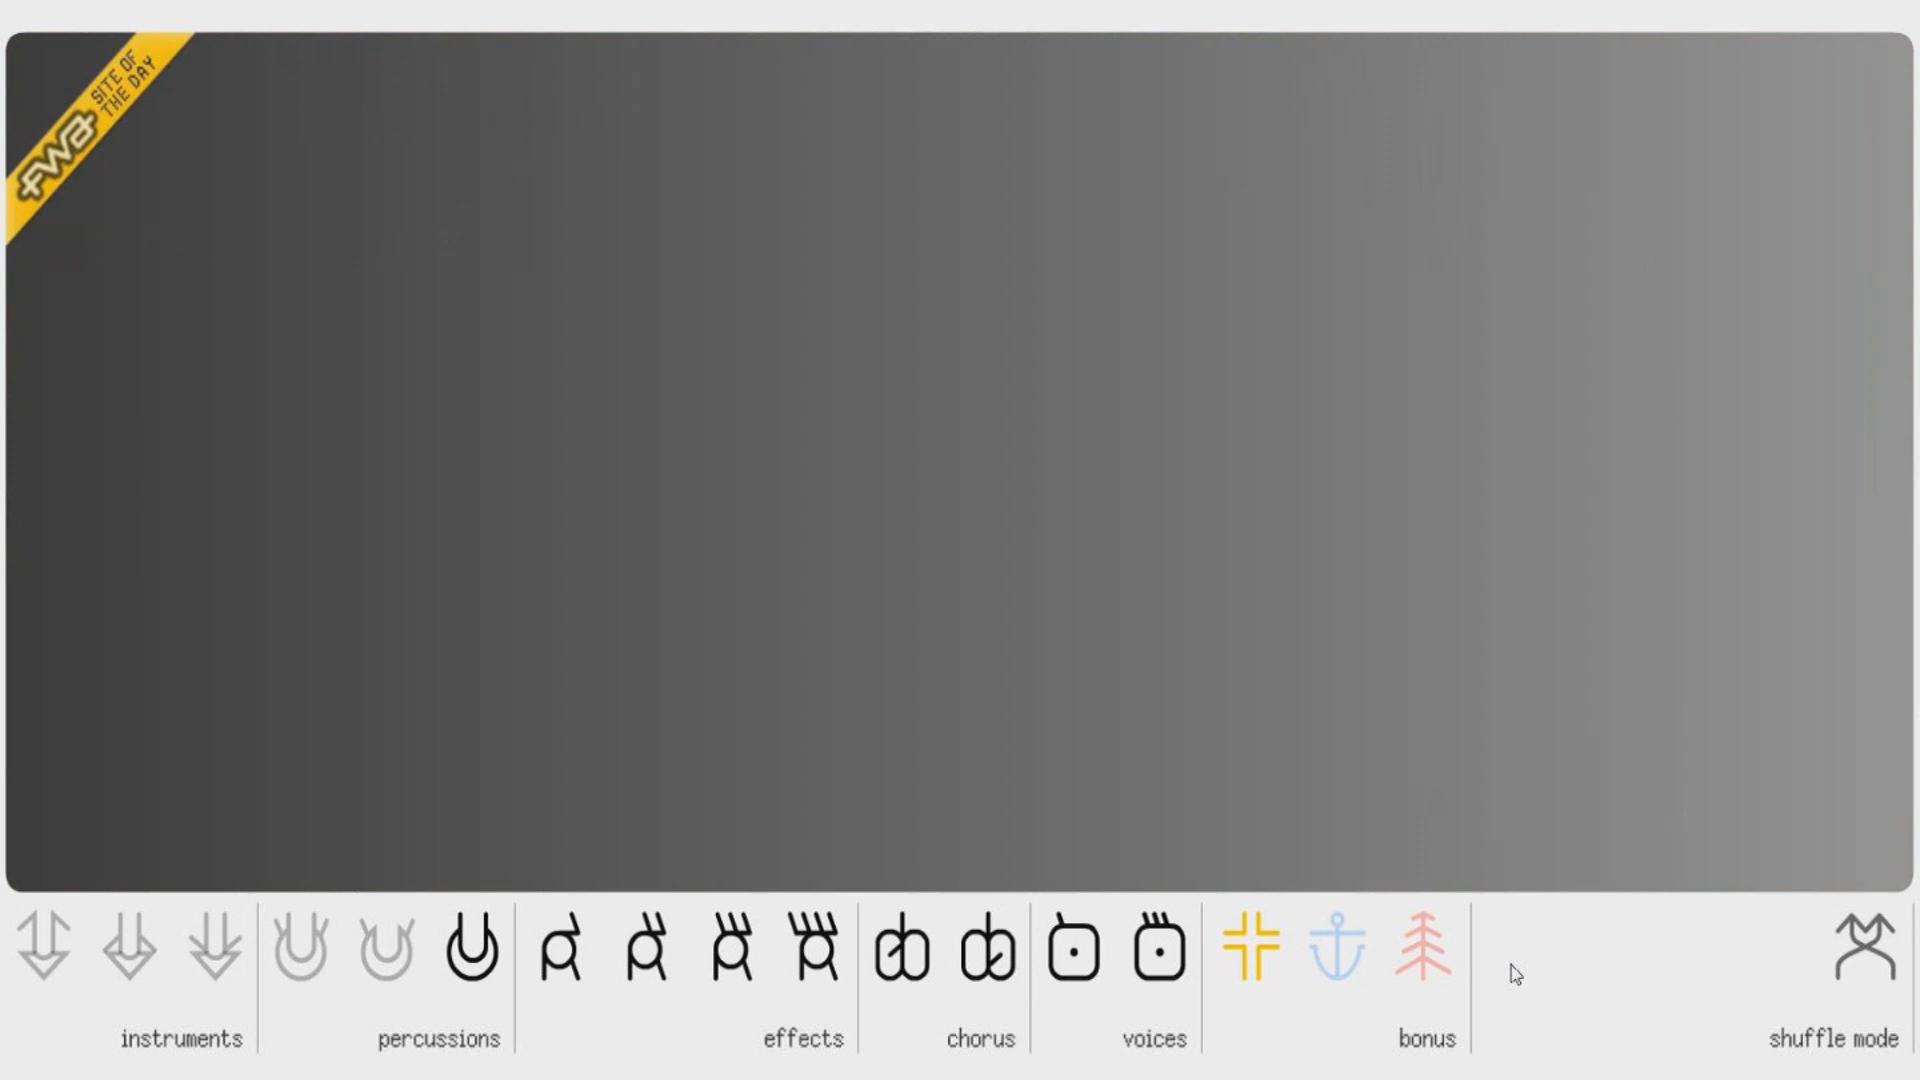 SITE OF
THE DAY
fwa
instruments
percussions
effects
chorus
voices
bonus
shuffle mode